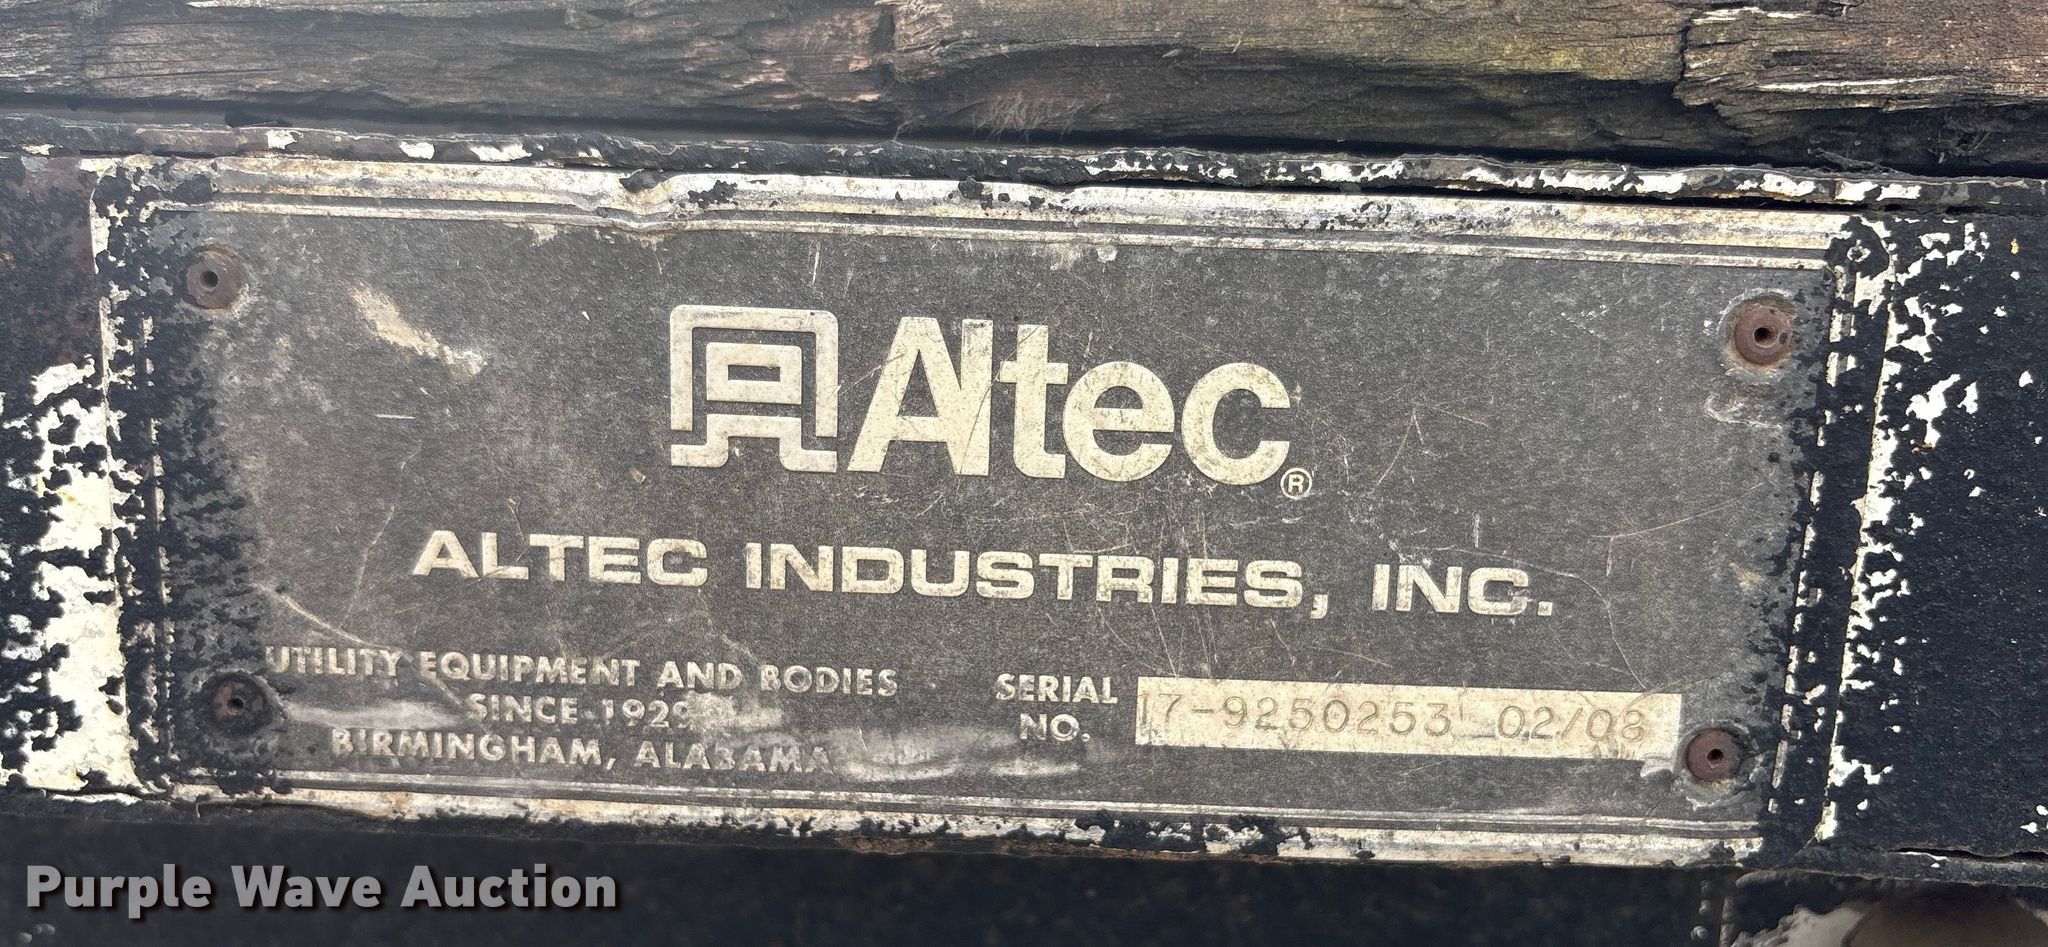 Altec®
ALTEC INDUSTRIES, INC.
UTILITY EQUIPMENT AND BODIES
SINCE 1929
BIRMINGHAM, ALABAMA
SERIAL
NO.
17-9250253 02/08
Purple Wave Auction